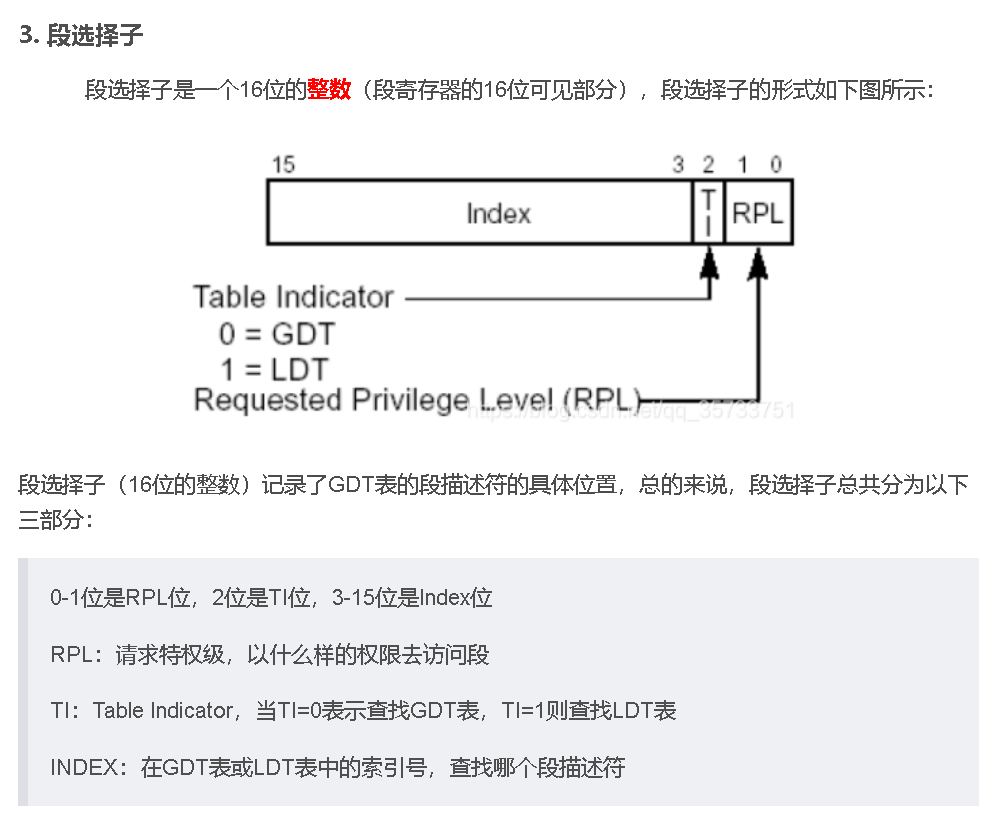 3. 段选择子
段选择子是一个16位的整数（段寄存器的16位可见部分），段选择子的形式如下图所示：
15 3 2 1 0
Index TI RPL
Table Indicator
0 = GDT
1 = LDT
Requested Privilege Level (RPL)
https://blog.csdn.net/qq_35733751
段选择子（16位的整数）记录了GDT表的段描述符的具体位置，总的来说，段选择子总共分为以下
三部分：
0-1位是RPL位，2位是TI位，3-15位是Index位
RPL：请求特权级，以什么样的权限去访问段
TI：Table Indicator，当TI=0表示查找GDT表，TI=1则查找LDT表
INDEX：在GDT表或LDT表中的索引号，查找哪个段描述符